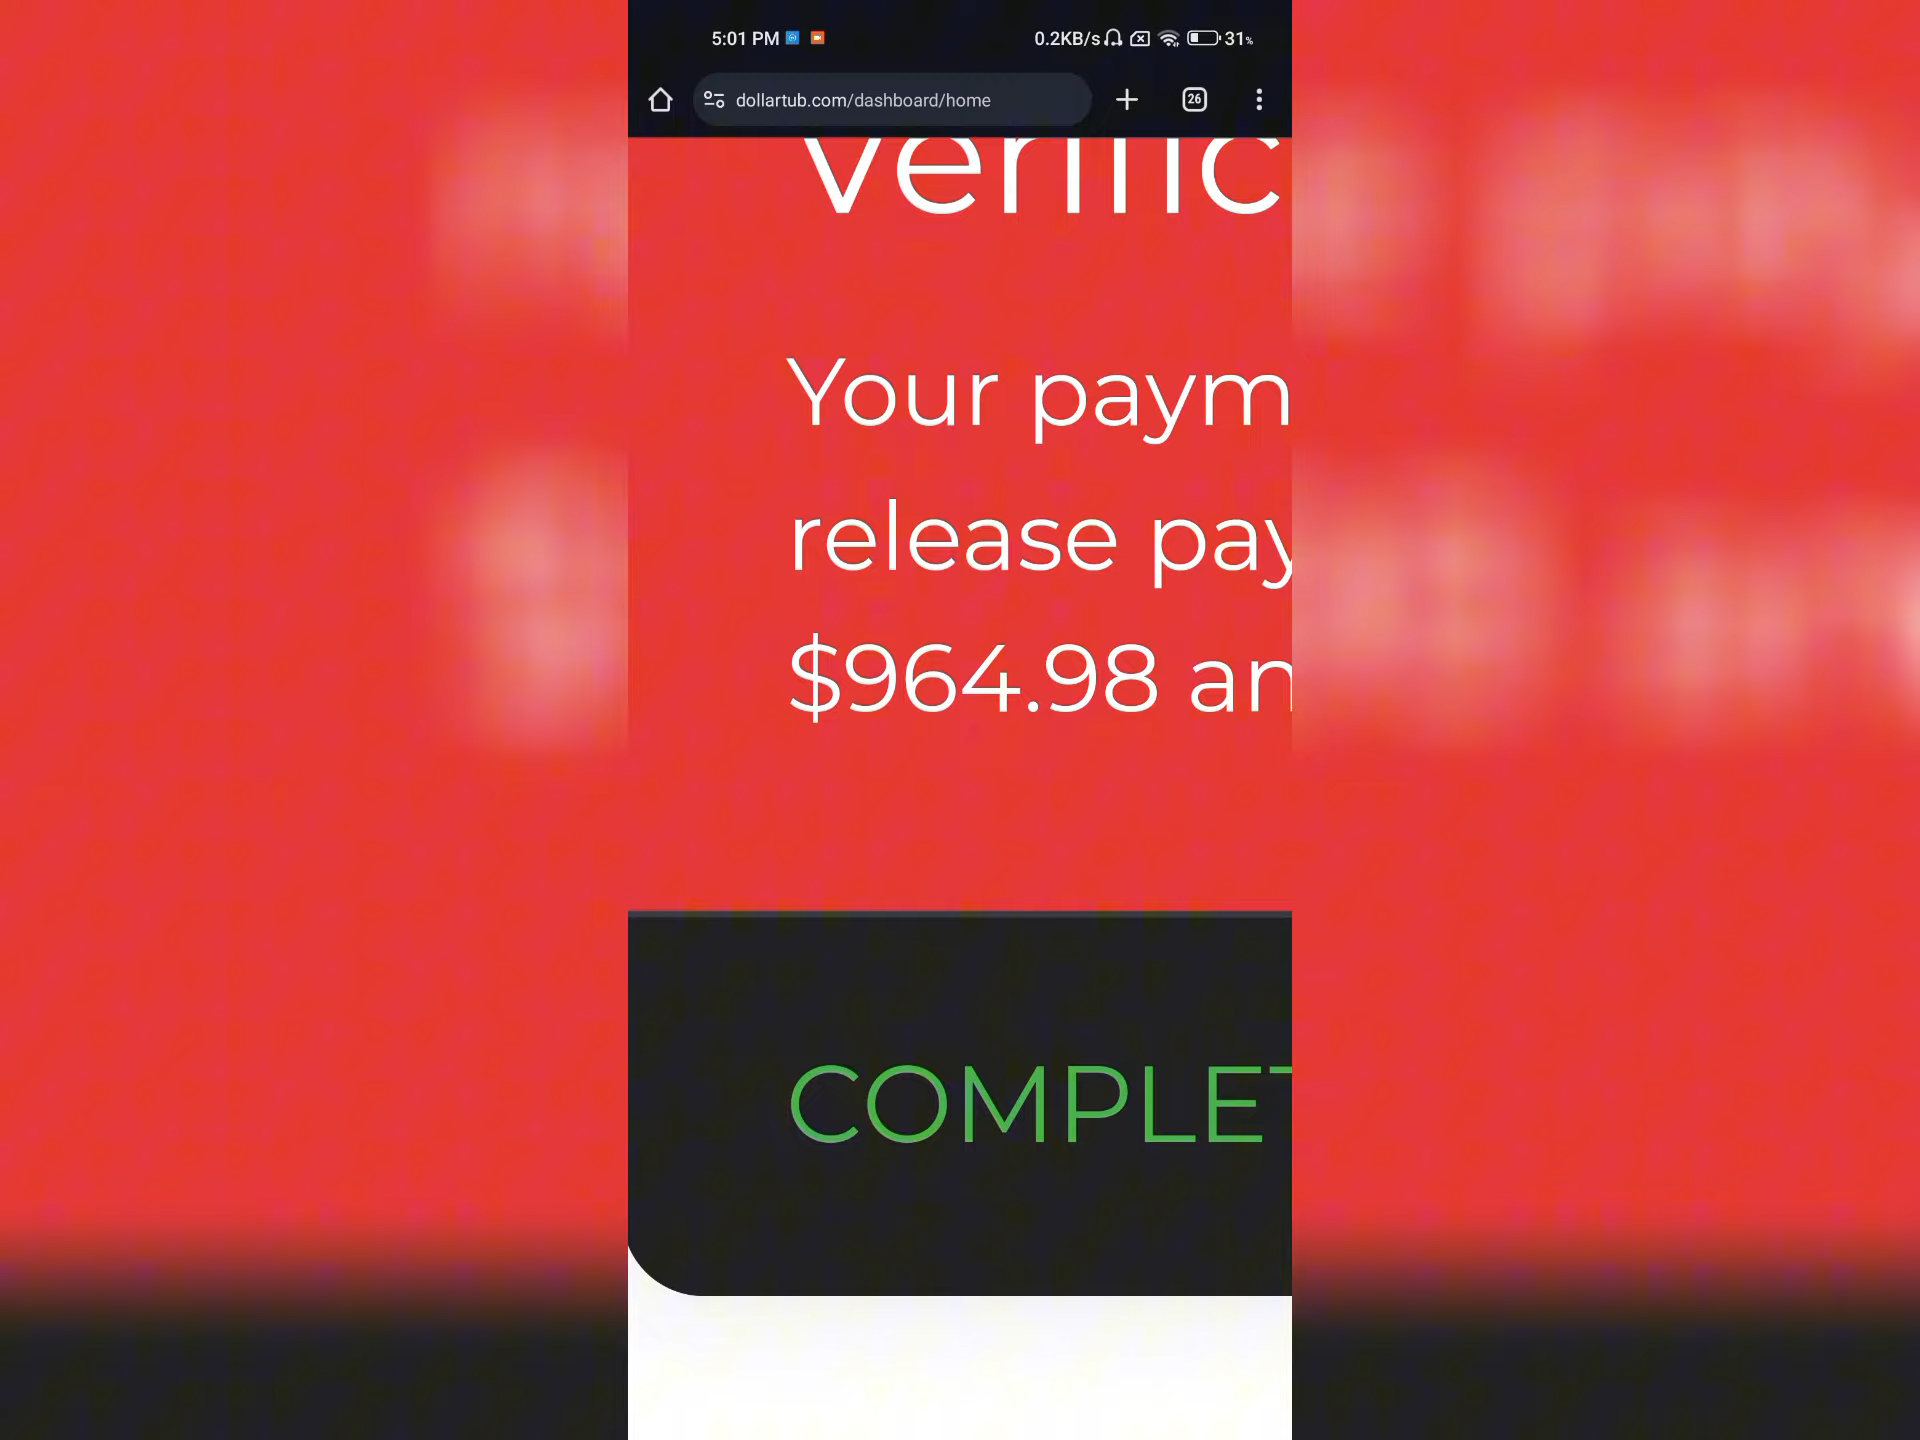 5:01 PM 0.2KB/s 31%
dollartub.com/dashboard/home 26
Verific
Your paym
release pay
$964.98 an
COMPLET